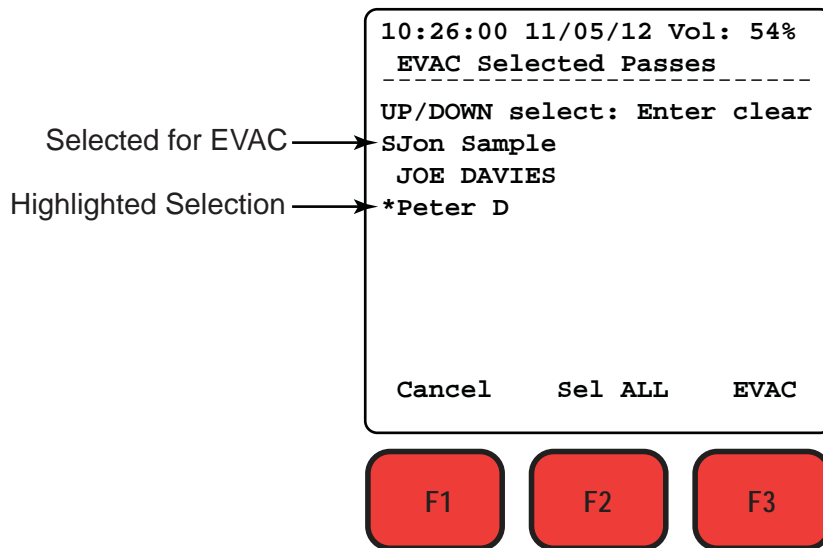 10:26:00 11/05/12 Vol: 54%
EVAC Selected Passes
UP/DOWN select: Enter clear
Selected for EVAC
SJon Sample
JOE DAVIES
Highlighted Selection
*Peter D
Cancel Sel ALL EVAC
F1 F2 F3